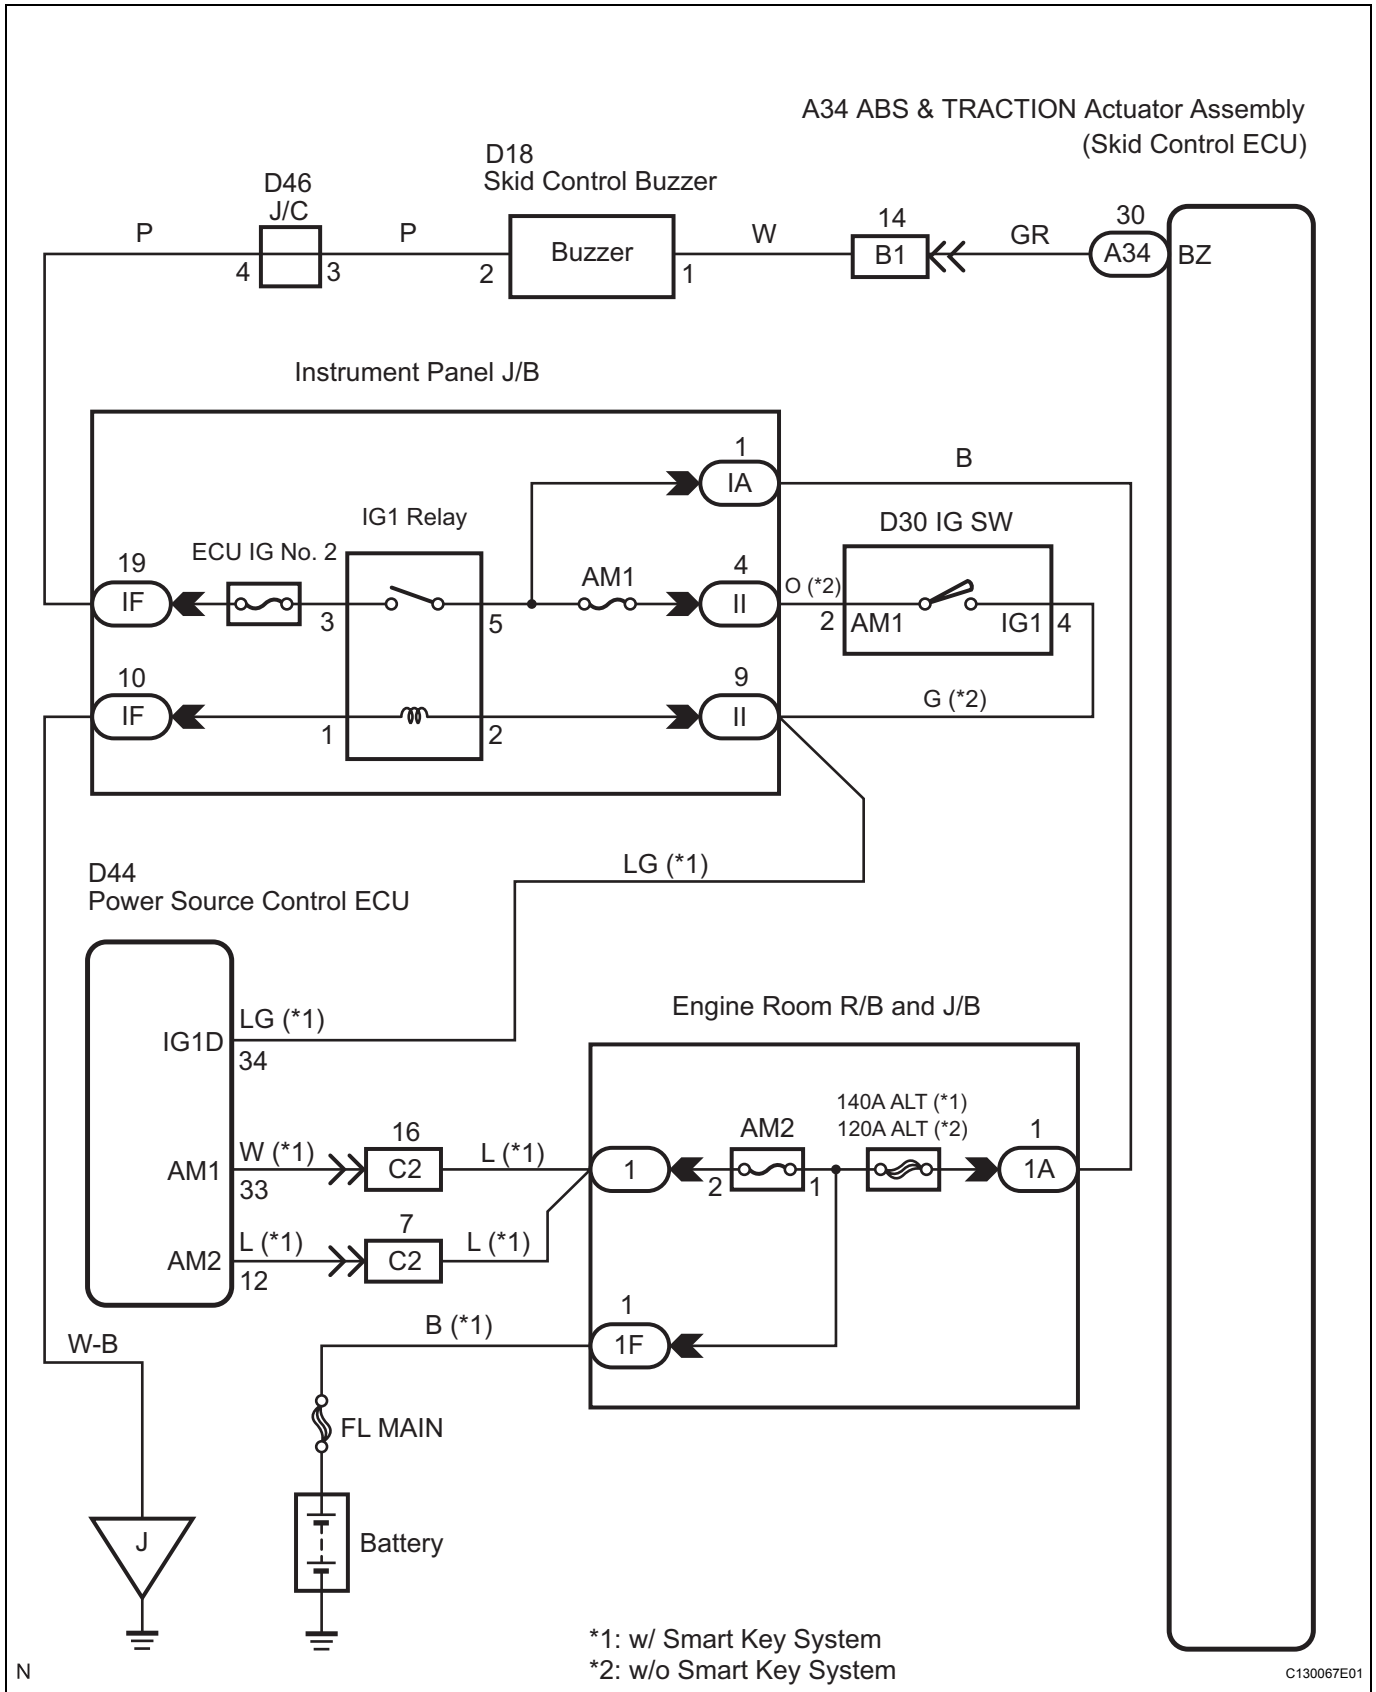 A34 ABS & TRACTION Actuator Assembly
(Skid Control ECU)
D18
Skid Control Buzzer
D46
J/C
P
4
3
P
2
Buzzer
1
W
14
B1
GR
30
A34
BZ
Instrument Panel J/B
1
IA
B
IG1 Relay
D30 IG SW
ECU IG No. 2
19
IF
3
5
AM1
4
II
O (*2)
2
AM1
IG1
4
10
IF
1
2
9
II
G (*2)
LG (*1)
D44
Power Source Control ECU
IG1D
LG (*1)
34
Engine Room R/B and J/B
140A ALT (*1)
120A ALT (*2)
AM2
AM1
W (*1)
33
16
C2
L (*1)
1
2
1
1
1A
AM2
L (*1)
12
7
C2
L (*1)
B (*1)
1
1F
W-B
FL MAIN
J
Battery
*1: w/ Smart Key System
*2: w/o Smart Key System
N
C130067E01